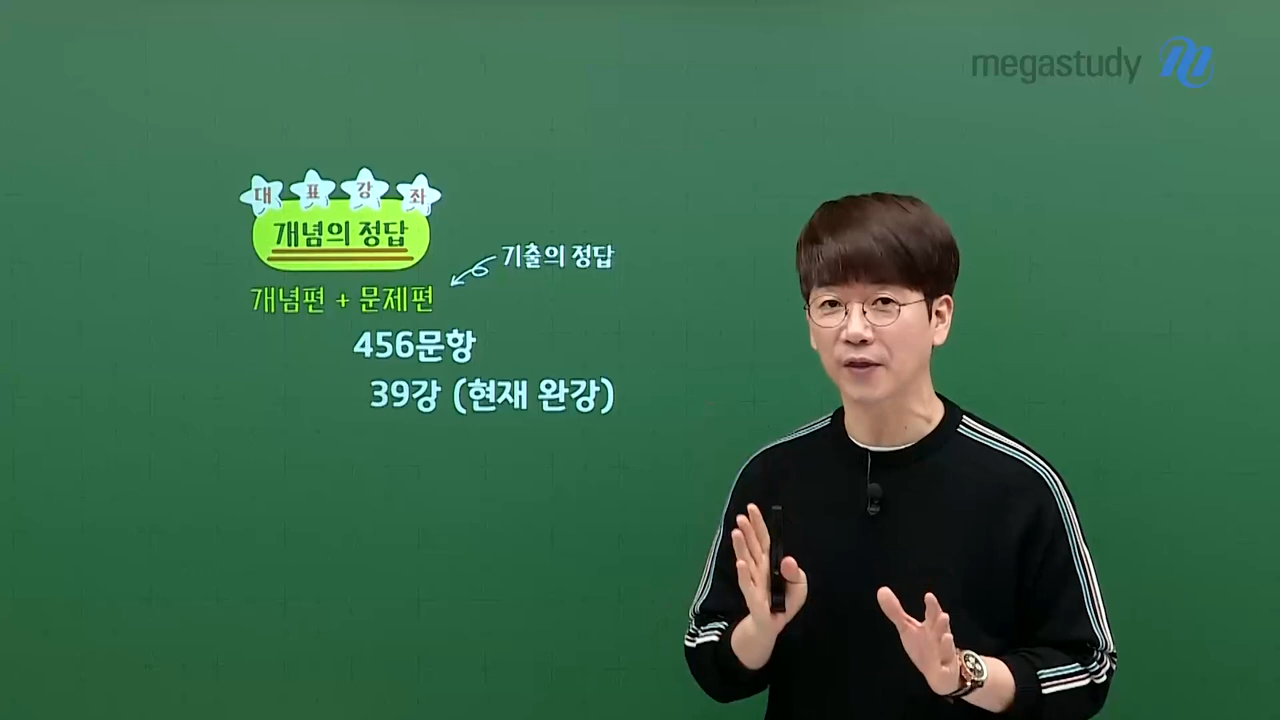 megastudy
대표강좌
개념의 정답
기출의 정답
개념편 + 문제편
456문항
39강 (현재 완강)